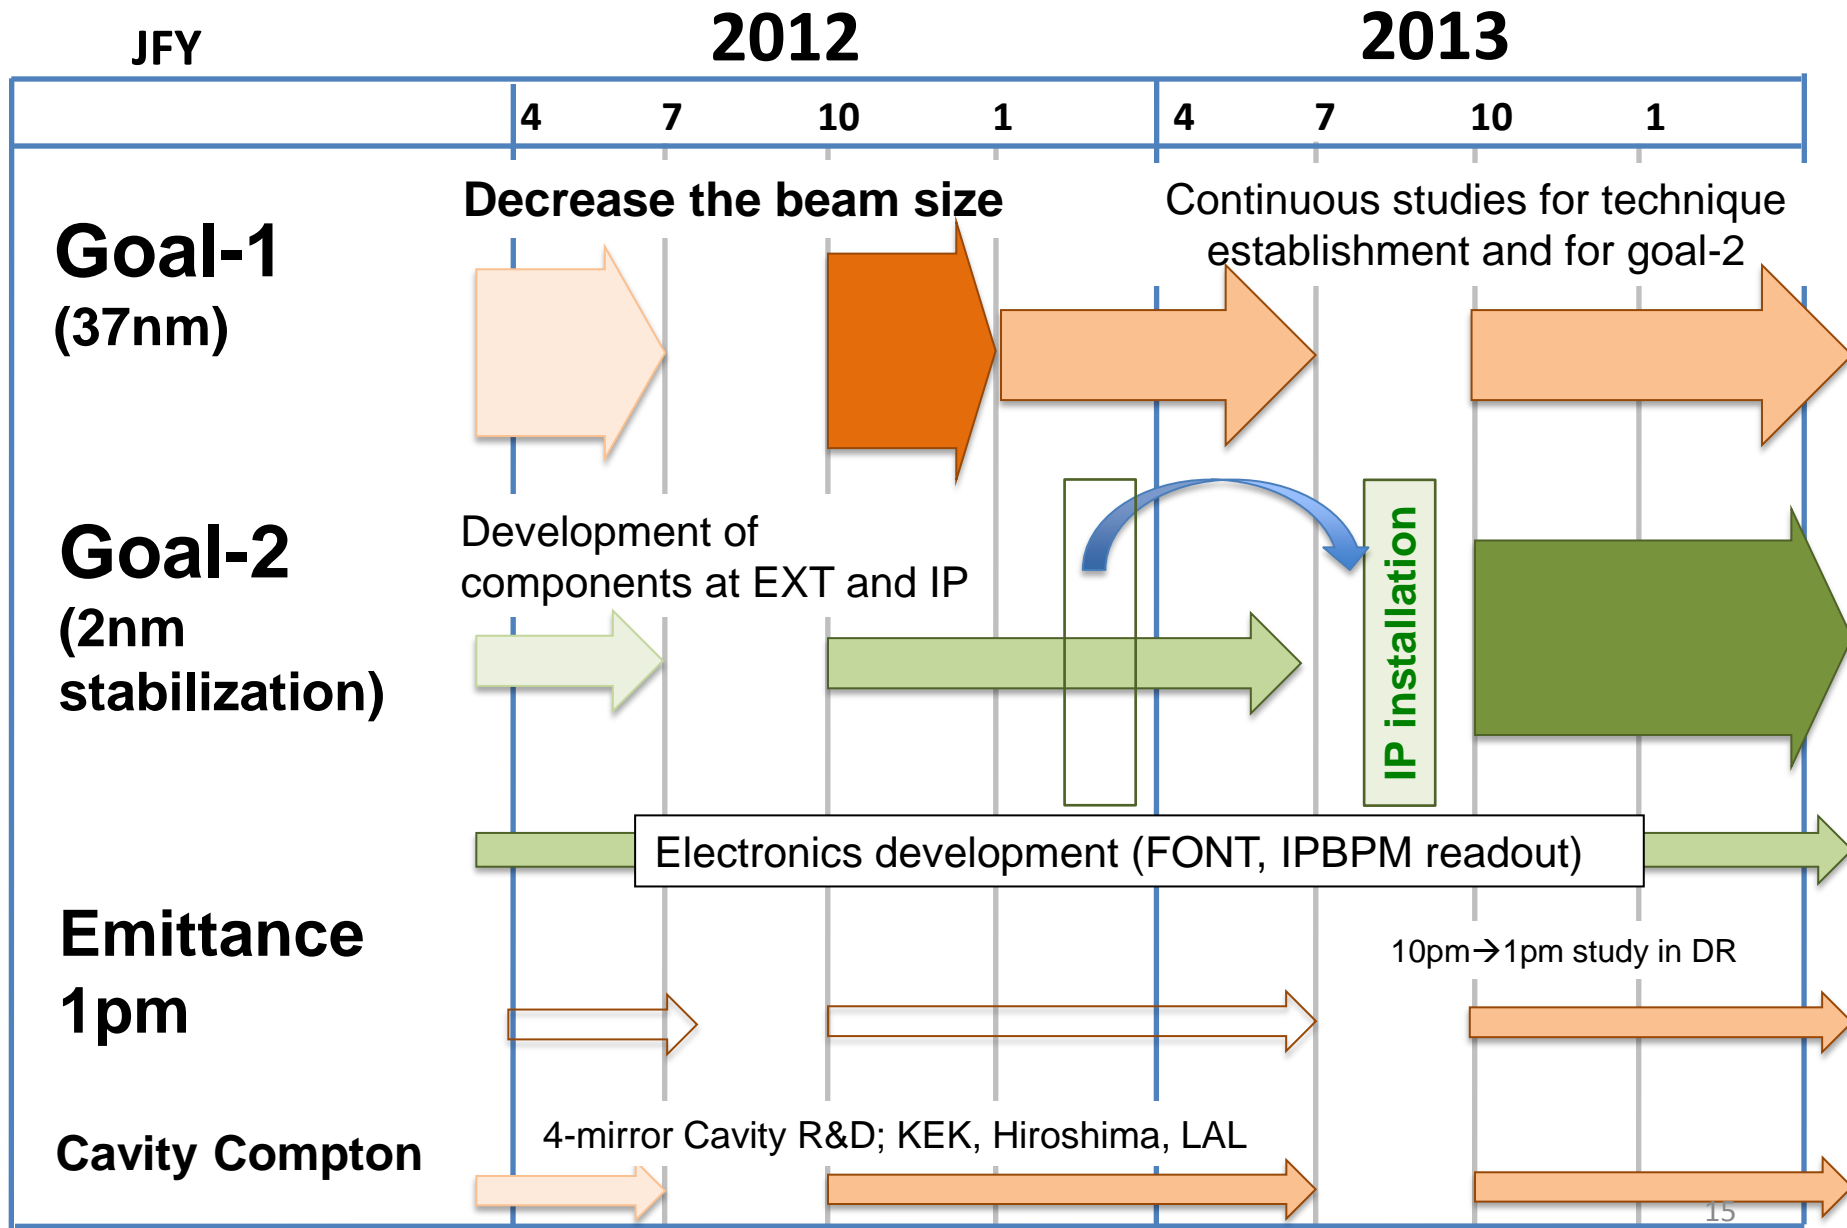 JFY 2012 2013
4 7 10 1 4 7 10 1
Decrease the beam size
Continuous studies for technique
establishment and for goal-2
Goal-1
(37nm)
Goal-2
(2nm
stabilization)
Development of
components at EXT and IP
IP installation
Electronics development (FONT, IPBPM readout)
Emittance
1pm
10pm→1pm study in DR
Cavity Compton
4-mirror Cavity R&D; KEK, Hiroshima, LAL
15